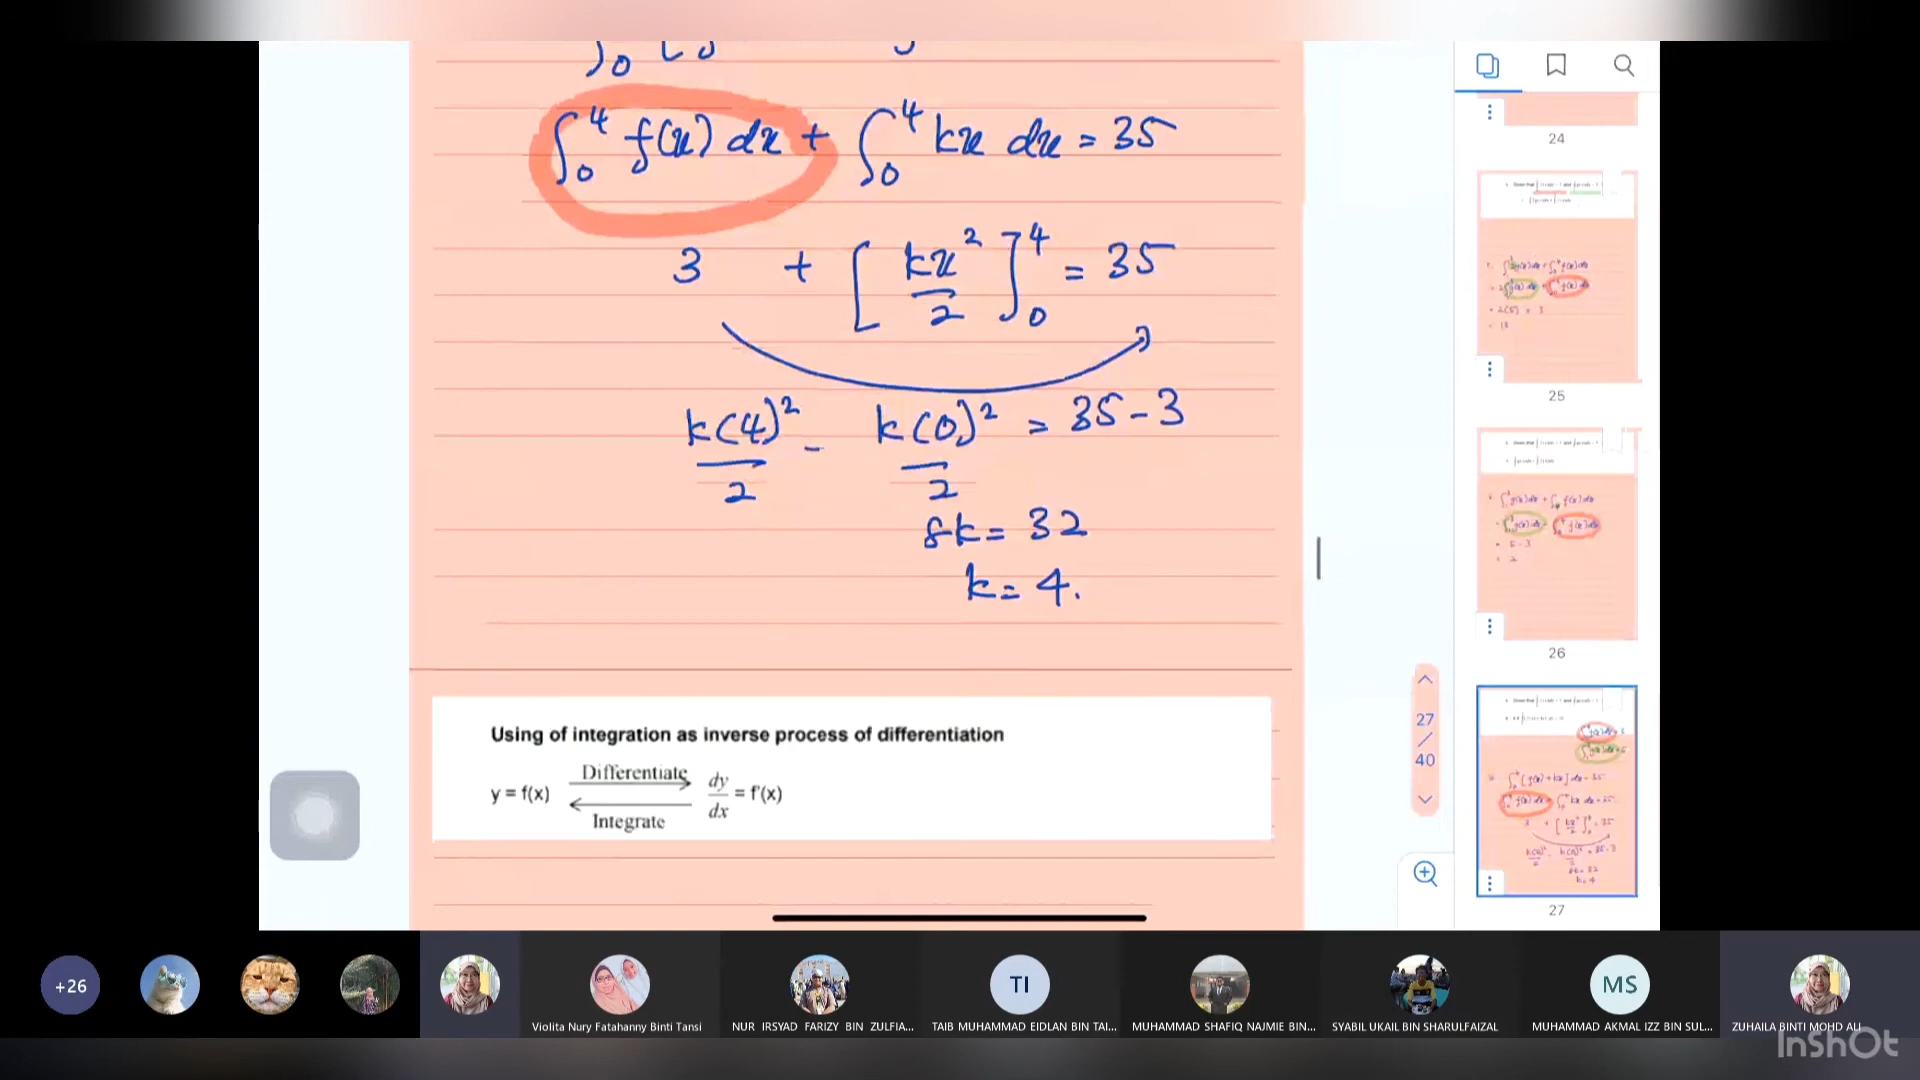 ∫₀⁴ f(x) dx + ∫₀⁴ kx dx = 35
3 + [kx²/2]₀⁴ = 35
k(4)²/2 - k(0)²/2 = 35-3
8k = 32
k = 4.
Using of integration as inverse process of differentiation
Differentiate
y = f(x) dy/dx = f'(x)
Integrate
24
25
26
27
/
40
27
+26
TI
MS
Violita Nury Fatahanny Binti Tansi
NUR IRSYAD FARIZY BIN ZULFIA...
TAIB MUHAMMAD EIDLAN BIN TAI...
MUHAMMAD SHAFIQ NAJMIE BIN...
SYABIL UKAIL BIN SHARULFAIZAL
MUHAMMAD AKMAL IZZ BIN SUL...
ZUHAILA BINTI MOHD ALI
InShOt